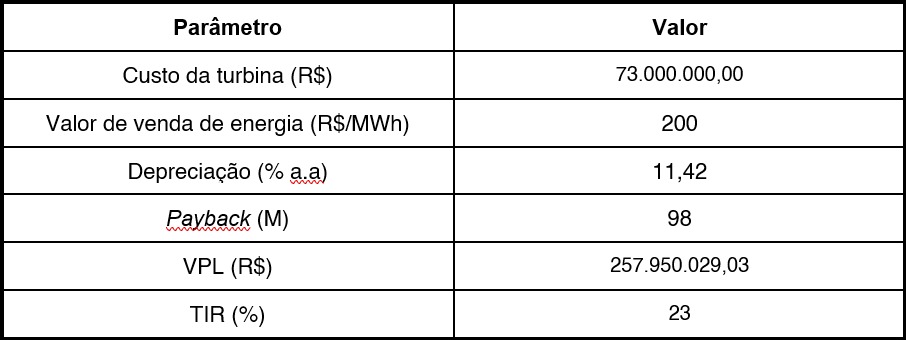 Parâmetro Valor
Custo da turbina (R$) 73.000.000,00
Valor de venda de energia (R$/MWh) 200
Depreciação (% a.a) 11,42
Payback (M) 98
VPL (R$) 257.950.029,03
TIR (%) 23